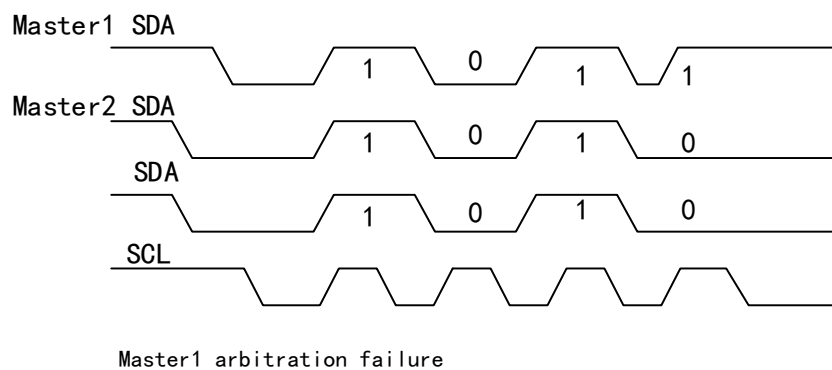 Master1 SDA
1 0 1 1
Master2 SDA
1 0 1 0
SDA
1 0 1 0
SCL
Master1 arbitration failure